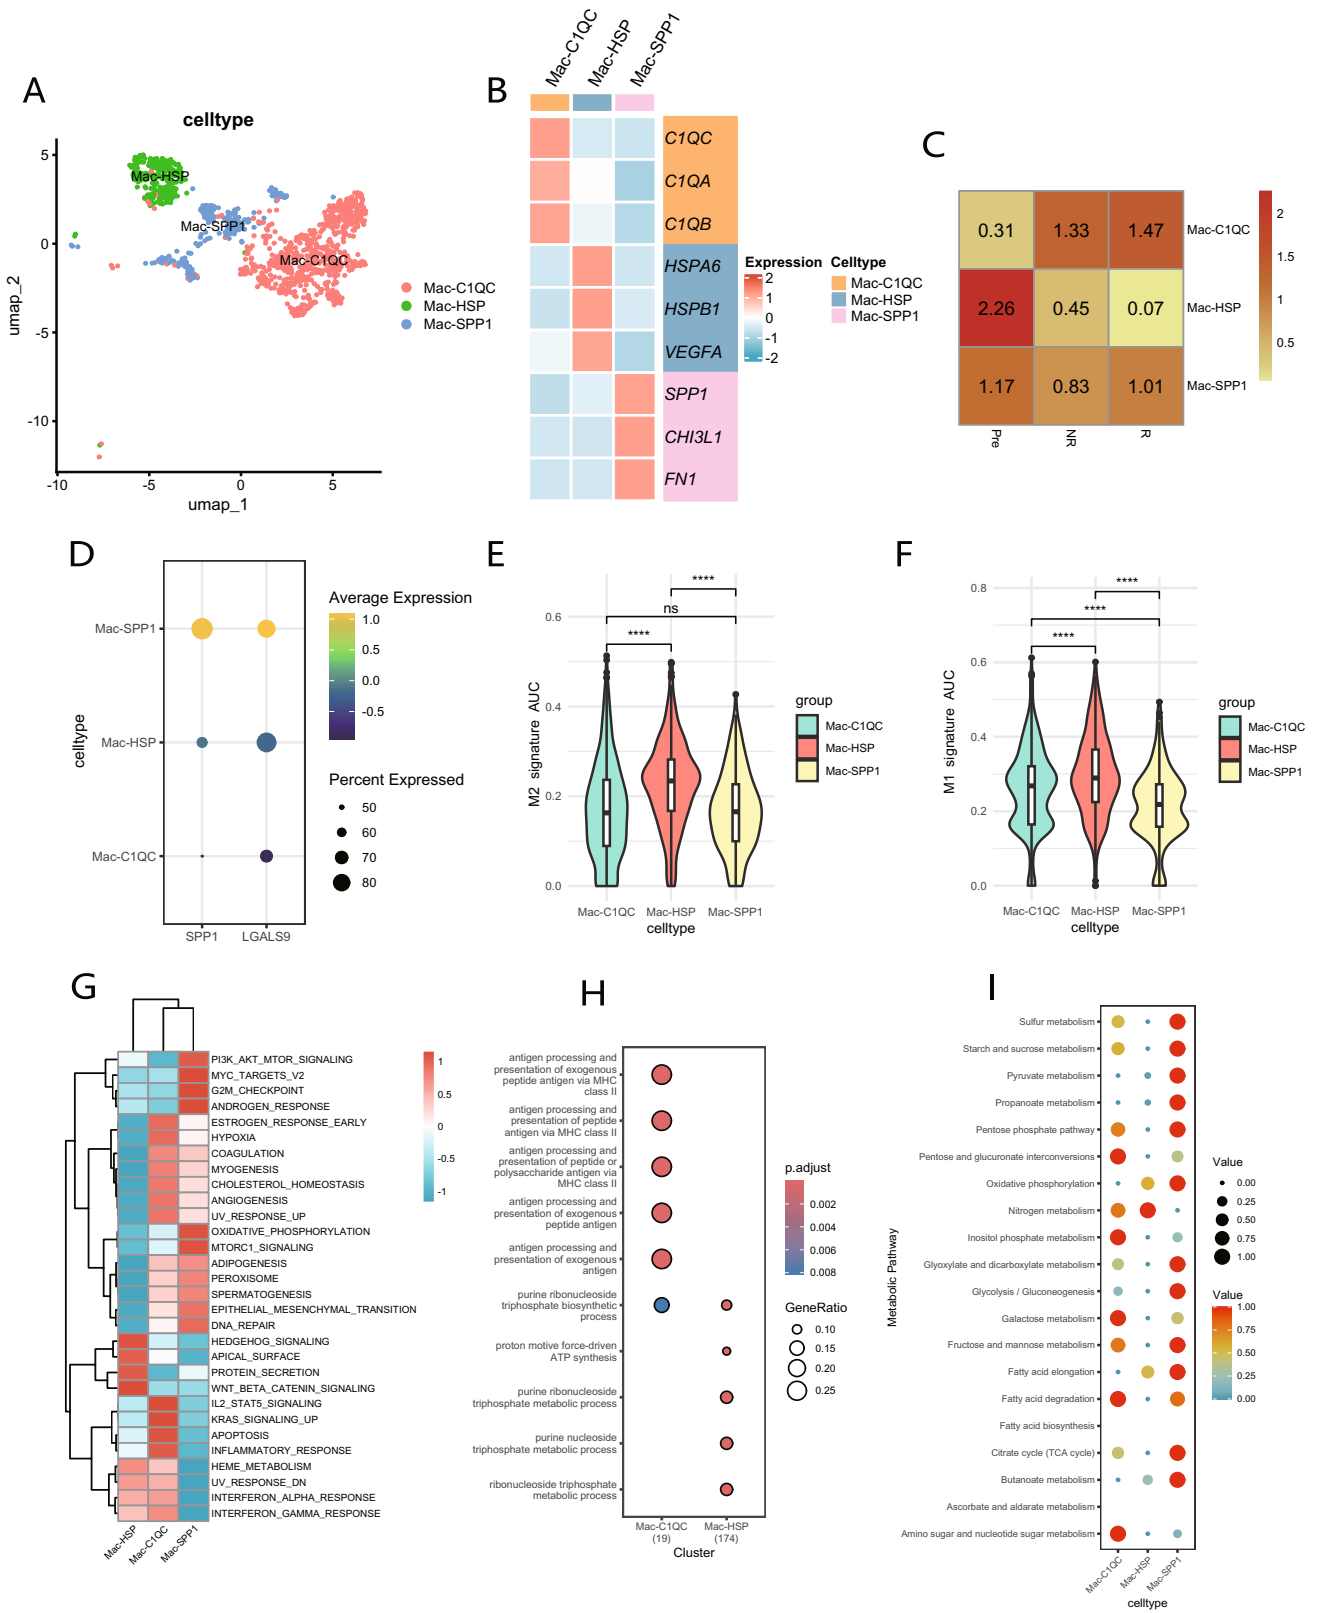 A
celltype
5
0
-5
-10
-10
-5
0
5
umap_1
umap_2
Mac-HSP
Mac-SPP1
Mac-C1QC
Mac-C1QC
Mac-HSP
Mac-SPP1
B
Mac-C1QC
Mac-HSP
Mac-SPP1
C1QC
C1QA
C1QB
HSPA6
HSPB1
VEGFA
SPP1
CHI3L1
FN1
Expression
2
1
0
-1
-2
Celltype
Mac-C1QC
Mac-HSP
Mac-SPP1
C
0.31
1.33
1.47
Mac-C1QC
2.26
0.45
0.07
Mac-HSP
1.17
0.83
1.01
Mac-SPP1
Pre
NR
R
2
1.5
1
0.5
D
Mac-SPP1
Mac-HSP
Mac-C1QC
celltype
SPP1
LGALS9
Average Expression
1.0
0.5
0.0
-0.5
Percent Expressed
50
60
70
80
E
M2 signature AUC
0.6
0.4
0.2
0.0
****
ns
****
Mac-C1QC
Mac-HSP
Mac-SPP1
celltype
group
Mac-C1QC
Mac-HSP
Mac-SPP1
F
M1 signature AUC
0.8
0.6
0.4
0.2
0.0
****
****
****
Mac-C1QC
Mac-HSP
Mac-SPP1
celltype
group
Mac-C1QC
Mac-HSP
Mac-SPP1
G
PI3K_AKT_MTOR_SIGNALING
MYC_TARGETS_V2
G2M_CHECKPOINT
ANDROGEN_RESPONSE
ESTROGEN_RESPONSE_EARLY
HYPOXIA
COAGULATION
MYOGENESIS
CHOLESTEROL_HOMEOSTASIS
ANGIOGENESIS
UV_RESPONSE_UP
OXIDATIVE_PHOSPHORYLATION
MTORC1_SIGNALING
ADIPOGENESIS
PEROXISOME
SPERMATOGENESIS
EPITHELIAL_MESENCHYMAL_TRANSITION
DNA_REPAIR
HEDGEHOG_SIGNALING
APICAL_SURFACE
PROTEIN_SECRETION
WNT_BETA_CATENIN_SIGNALING
IL2_STAT5_SIGNALING
KRAS_SIGNALING_UP
APOPTOSIS
INFLAMMATORY_RESPONSE
HEME_METABOLISM
UV_RESPONSE_DN
INTERFERON_ALPHA_RESPONSE
INTERFERON_GAMMA_RESPONSE
Mac-HSP
Mac-C1QC
Mac-SPP1
1
0.5
0
-0.5
-1
H
antigen processing and
presentation of exogenous
peptide antigen via MHC
class II
antigen processing and
presentation of peptide
antigen via MHC class II
antigen processing and
presentation of peptide or
polysaccharide antigen via
MHC class II
antigen processing and
presentation of exogenous
peptide antigen
antigen processing and
presentation of exogenous
antigen
purine ribonucleoside
triphosphate biosynthetic
process
proton motive force-driven
ATP synthesis
purine ribonucleoside
triphosphate metabolic process
purine nucleoside
triphosphate metabolic process
ribonucleoside triphosphate
metabolic process
Mac-C1QC
(19)
Mac-HSP
(174)
Cluster
p.adjust
0.002
0.004
0.006
0.008
GeneRatio
0.10
0.15
0.20
0.25
I
Metabolic Pathway
Sulfur metabolism
Starch and sucrose metabolism
Pyruvate metabolism
Propanoate metabolism
Pentose phosphate pathway
Pentose and glucuronate interconversions
Oxidative phosphorylation
Nitrogen metabolism
Inositol phosphate metabolism
Glyoxylate and dicarboxylate metabolism
Glycolysis / Gluconeogenesis
Galactose metabolism
Fructose and mannose metabolism
Fatty acid elongation
Fatty acid degradation
Fatty acid biosynthesis
Citrate cycle (TCA cycle)
Butanoate metabolism
Ascorbate and aldarate metabolism
Amino sugar and nucleotide sugar metabolism
Mac-C1QC
Mac-HSP
Mac-SPP1
celltype
Value
0.00
0.25
0.50
0.75
1.00
Value
1.00
0.75
0.50
0.25
0.00